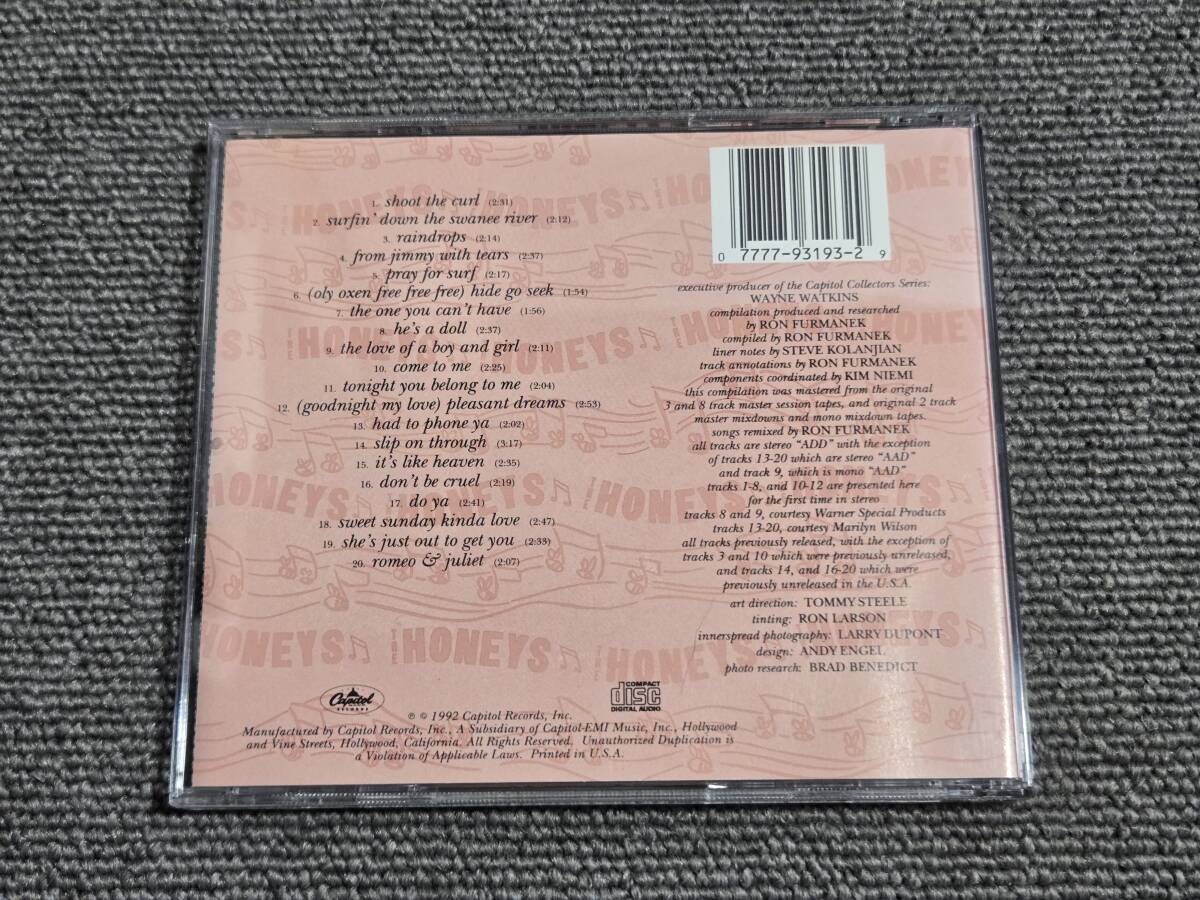 1. shoot the curl (2:31)
2. surfin' down the swanee river (2:12)
3. raindrops (2:14)
4. from jimmy with tears (2:37)
5. pray for surf (2:17)
6. (oly oxen free free free) hide go seek (1:54)
7. the one you can't have (1:56)
8. he's a doll (2:37)
9. the love of a boy and girl (2:11)
10. come to me (2:25)
11. tonight you belong to me (2:04)
12. (goodnight my love) pleasant dreams (2:53)
13. had to phone ya (2:02)
14. slip on through (3:17)
15. it's like heaven (2:35)
16. don't be cruel (2:19)
17. do ya (2:41)
18. sweet sunday kinda love (2:47)
19. she's just out to get you (2:33)
20. romeo & juliet (2:07)
0 7777-93193-2 9
executive producer of the Capitol Collectors Series:
WAYNE WATKINS
compilation produced and researched
by RON FURMANEK
compiled by RON FURMANEK
liner notes by STEVE KOLANJIAN
track annotations by RON FURMANEK
components coordinated by KIM NIEMI
this compilation was mastered from the original
3 and 8 track master session tapes, and original 2 track
master mixdowns and mono mixdown tapes.
songs remixed by RON FURMANEK
all tracks are stereo "ADD" with the exception
of tracks 13-20 which are stereo "AAD"
and track 9, which is mono "AAD"
tracks 1-8, and 10-12 are presented here
for the first time in stereo
tracks 8 and 9, courtesy Warner Special Products
tracks 13-20, courtesy Marilyn Wilson
all tracks previously released, with the exception of
tracks 3 and 10 which were previously unreleased,
and tracks 14, and 16-20 which were
previously unreleased in the U.S.A.
art direction: TOMMY STEELE
tinting: RON LARSON
innerspread photography: LARRY DUPONT
design: ANDY ENGEL
photo research: BRAD BENEDICT
HONEYS HONEYS HONEYS
HONEYS HONEYS HONEYS
HONEYS HONEYS HONEYS
HONEYS HONEYS HONEYS
Capitol
RECORDS
COMPACT
disc
DIGITAL AUDIO
℗ © 1992 Capitol Records, Inc.
Manufactured by Capitol Records, Inc., A Subsidiary of Capitol-EMI Music, Inc., Hollywood
and Vine Streets, Hollywood, California. All Rights Reserved. Unauthorized Duplication is
a Violation of Applicable Laws. Printed in U.S.A.